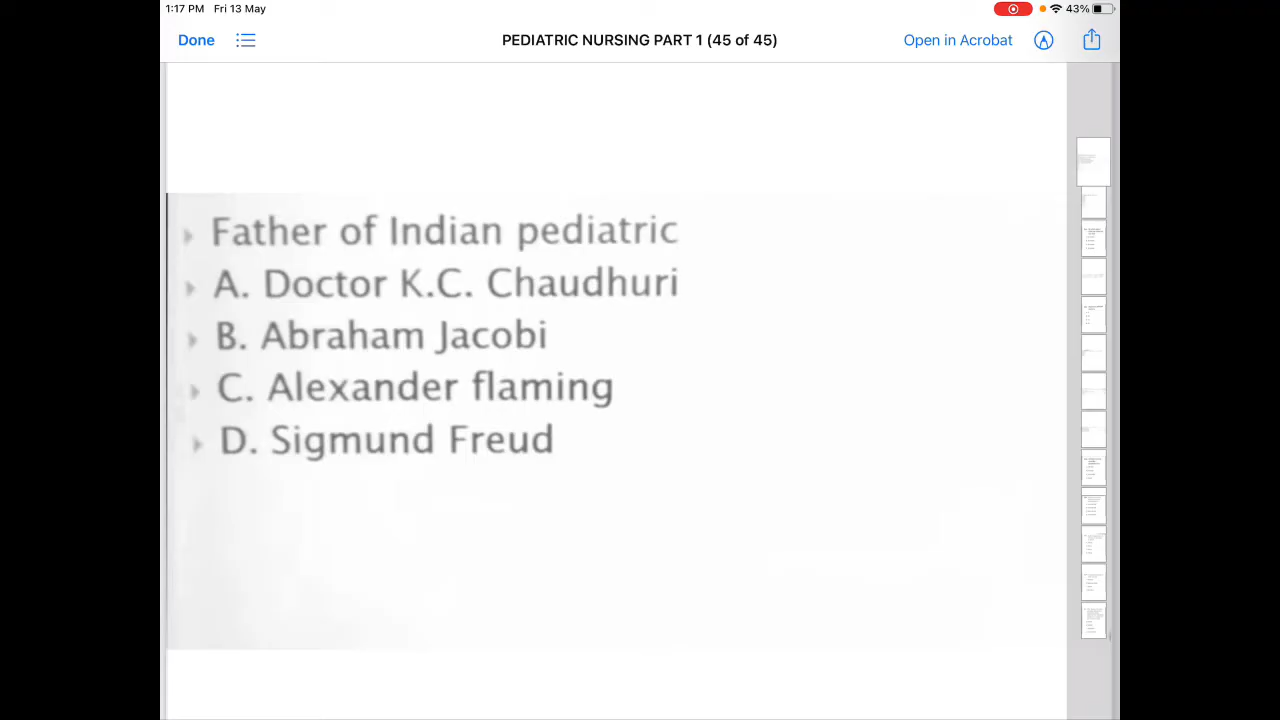 1:17 PM Fri 13 May
43%
Done
PEDIATRIC NURSING PART 1 (45 of 45)
Open in Acrobat
Father of Indian pediatric
A. Doctor K.C. Chaudhuri
B. Abraham Jacobi
C. Alexander flaming
D. Sigmund Freud